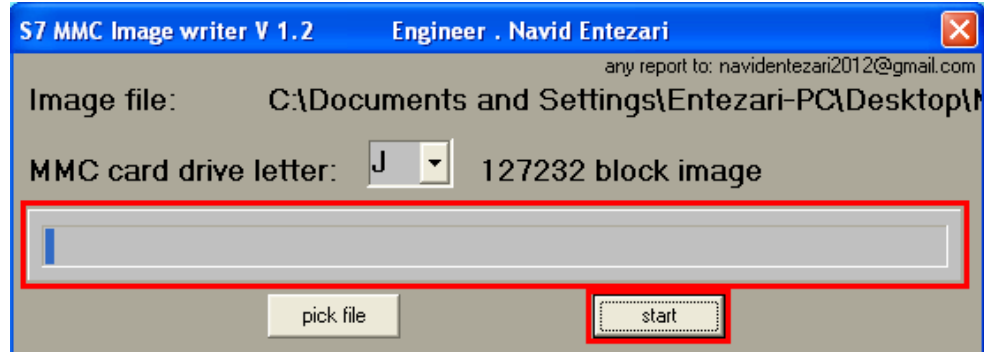 S7 MMC Image writer V 1.2 Engineer . Navid Entezari
any report to: navidentezari2012@gmail.com
Image file: C:\Documents and Settings\Entezari-PC\Desktop\
MMC card drive letter: J 127232 block image
pick file start